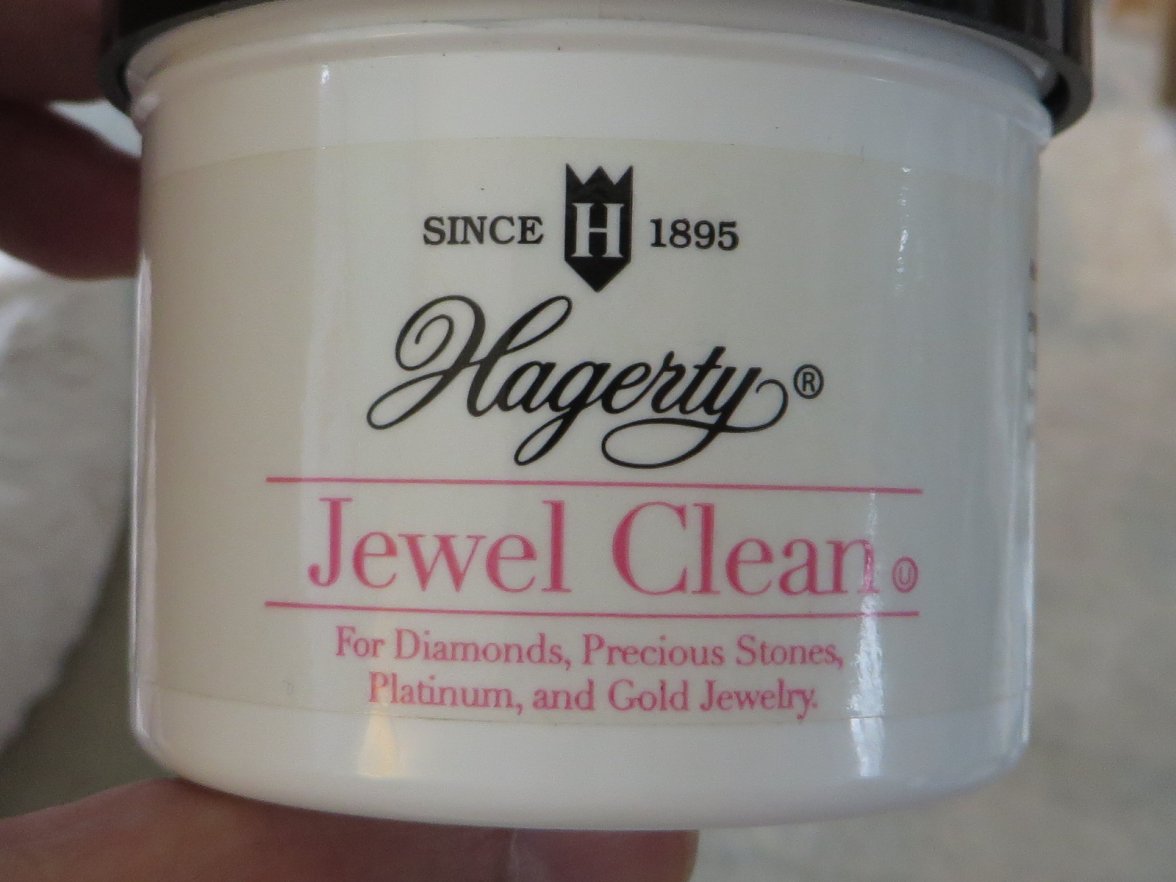 SINCE H 1895
Hagerty®
Jewel Clean Ⓤ
For Diamonds, Precious Stones,
Platinum, and Gold Jewelry.